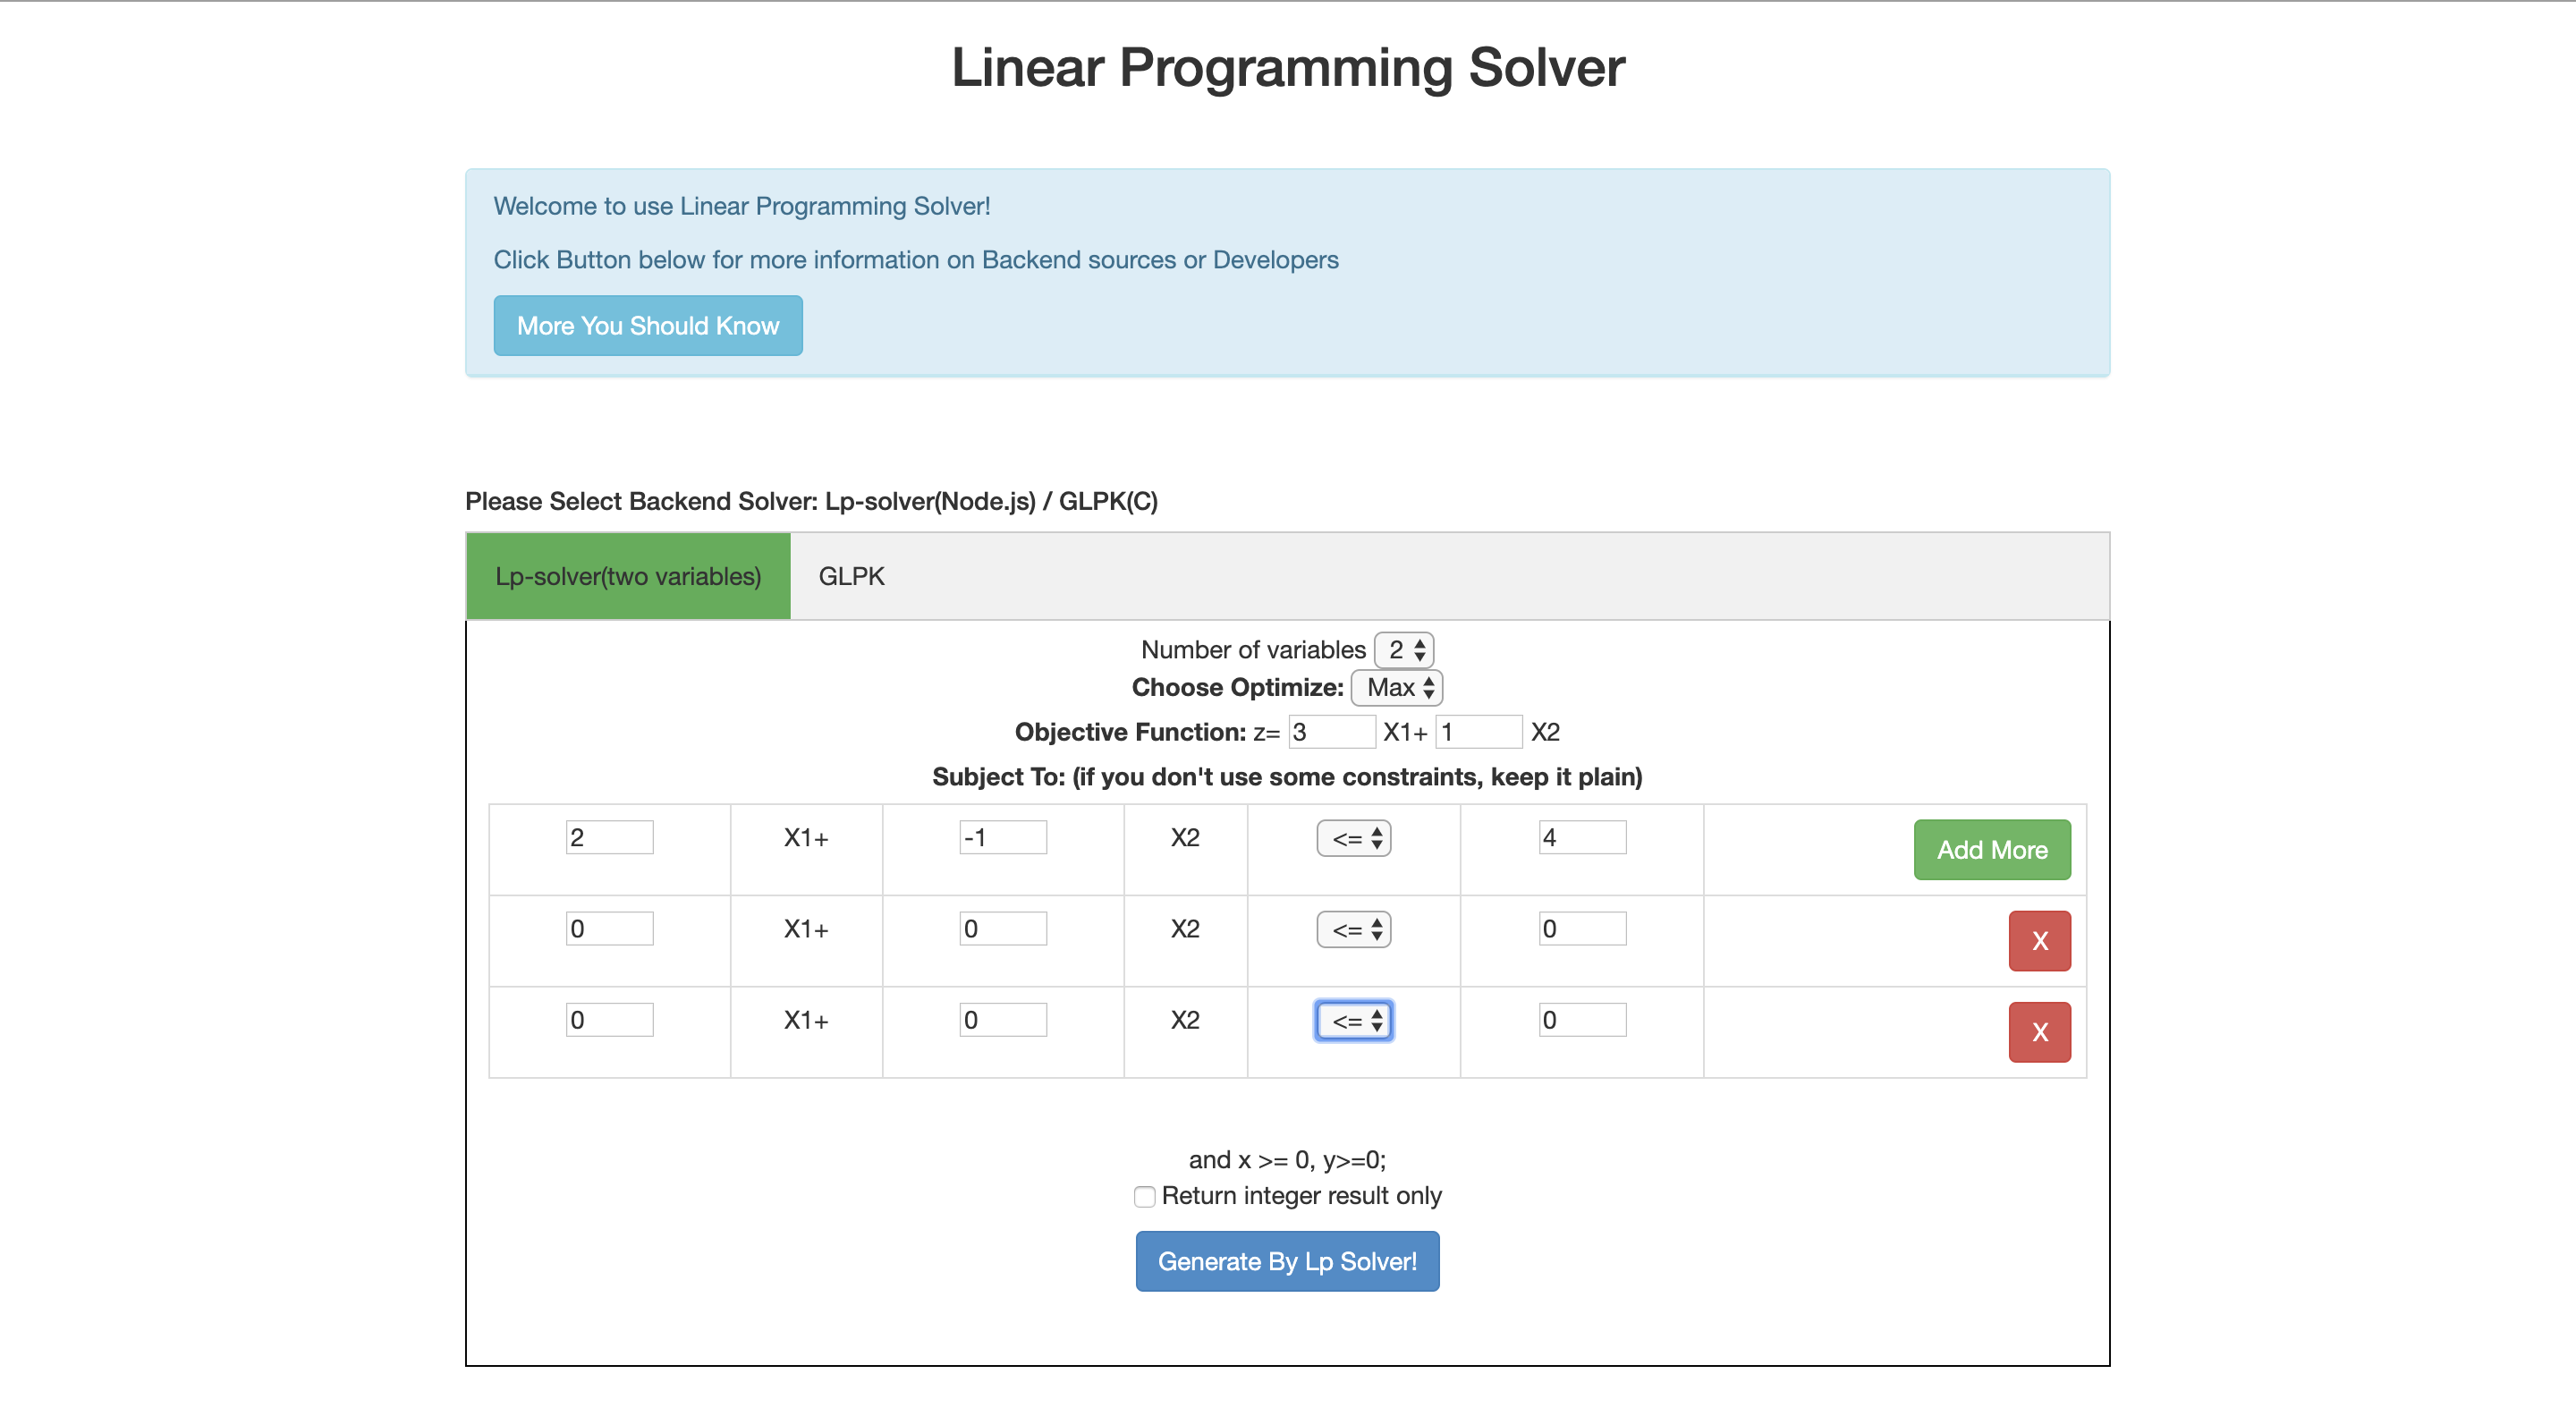 Linear Programming Solver
Welcome to use Linear Programming Solver!
Click Button below for more information on Backend sources or Developers
More You Should Know
Please Select Backend Solver: Lp-solver(Node.js) / GLPK(C)
Lp-solver(two variables) GLPK
Number of variables 2
Choose Optimize: Max
Objective Function: z= 3 X1+ 1 X2
Subject To: (if you don't use some constraints, keep it plain)
2 X1+ -1 X2 <= 4 Add More
0 X1+ 0 X2 <= 0 X
0 X1+ 0 X2 <= 0 X
and x >= 0, y>=0;
Return integer result only
Generate By Lp Solver!